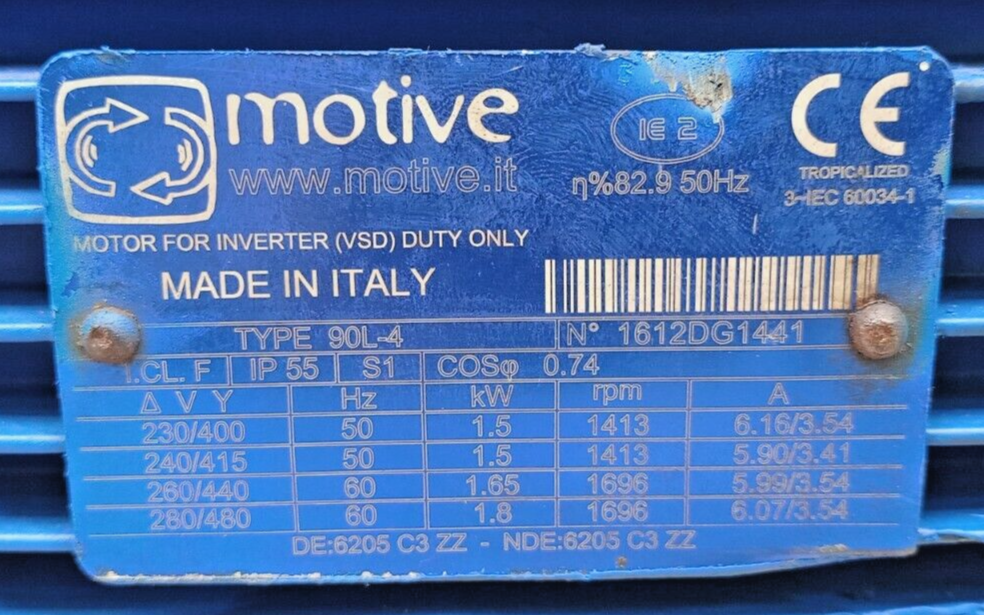 motive
www.motive.it
IE 2
η%82.9 50Hz
CE
TROPICALIZED
3~IEC 60034-1
MOTOR FOR INVERTER (VSD) DUTY ONLY
MADE IN ITALY
TYPE 90L-4 N° 1612DG1441
I.CL. F IP 55 S1 COSφ 0.74
Δ V Y Hz kW rpm A
230/400 50 1.5 1413 6.16/3.54
240/415 50 1.5 1413 5.90/3.41
260/440 60 1.65 1696 5.99/3.54
280/480 60 1.8 1696 6.07/3.54
DE:6205 C3 ZZ - NDE:6205 C3 ZZ